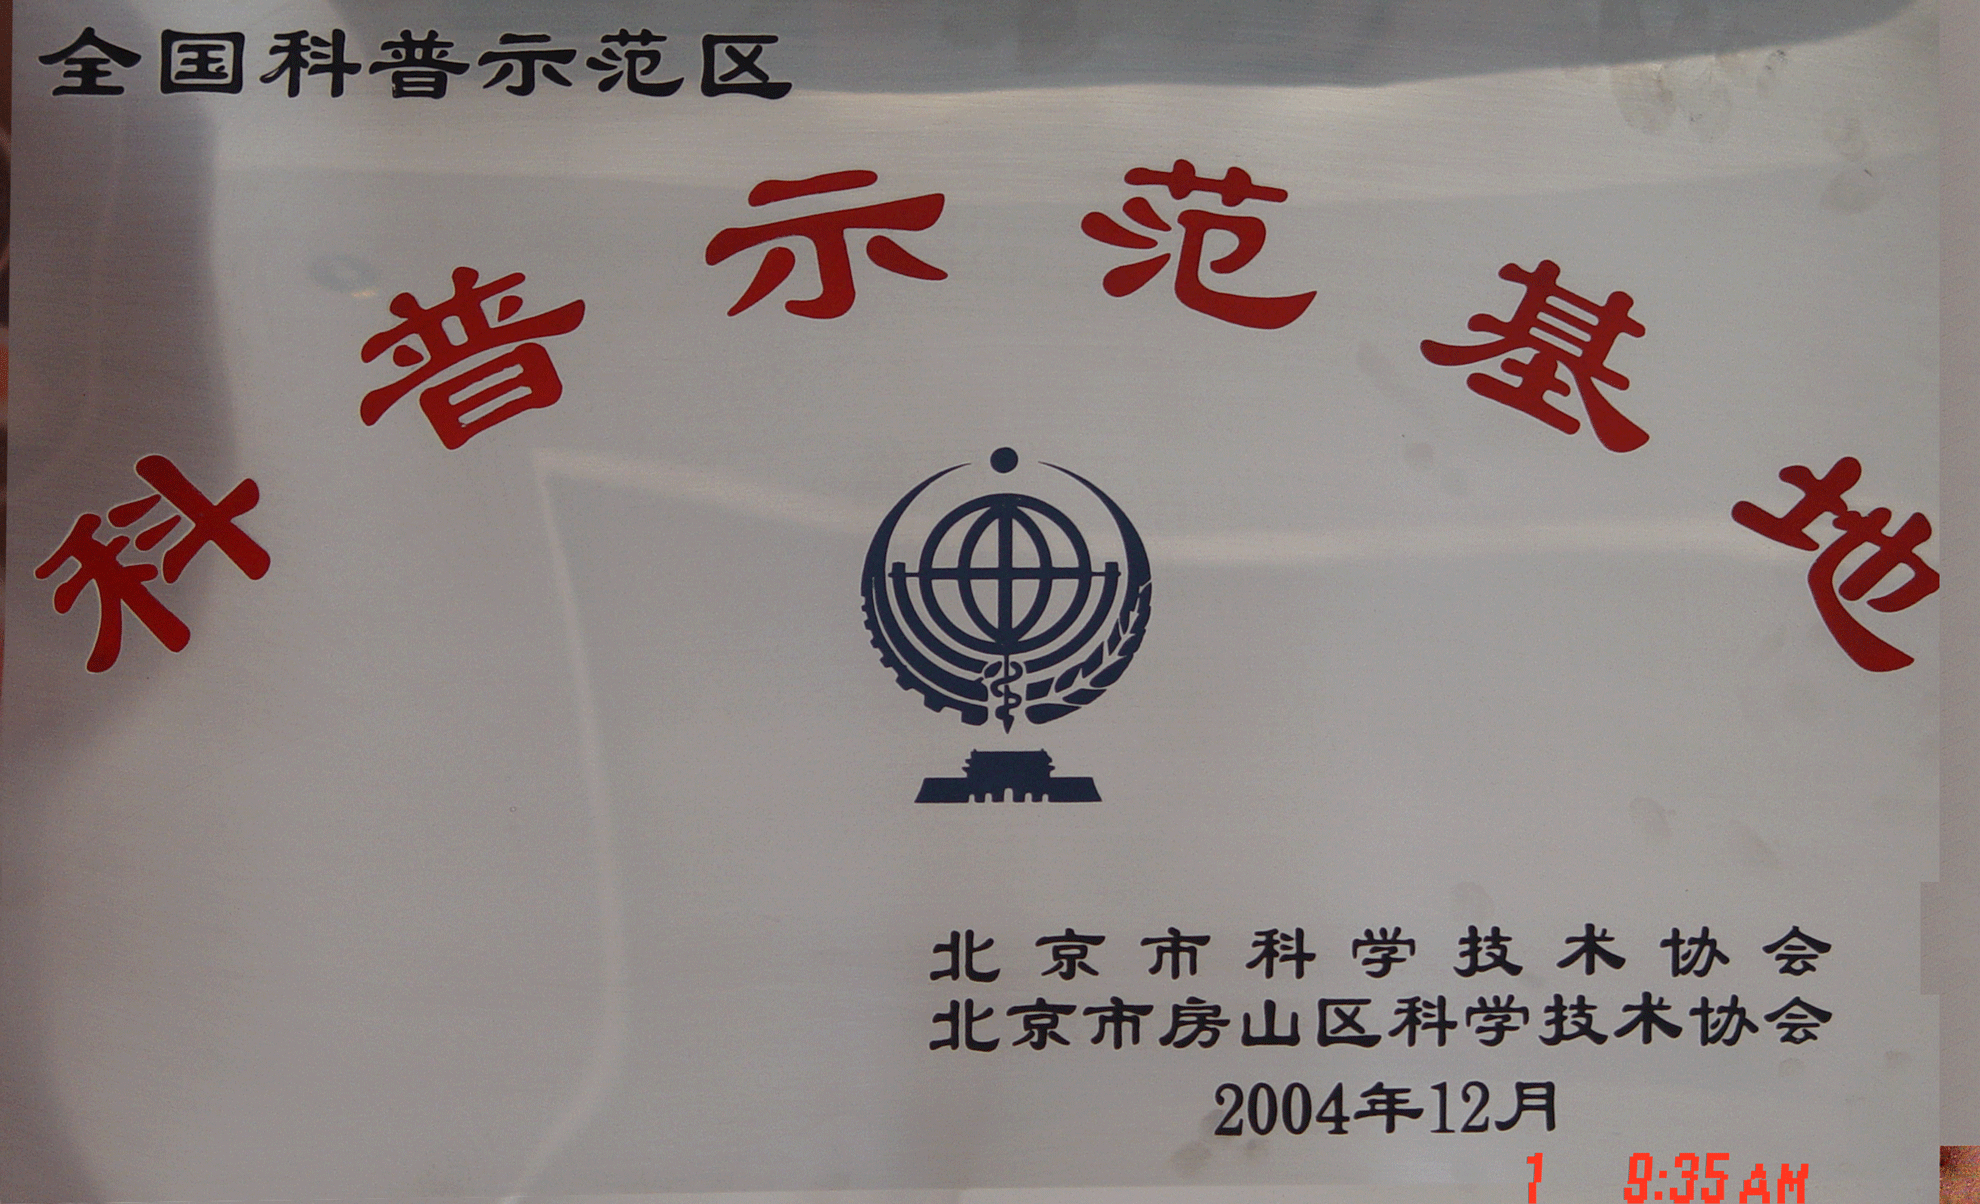 全国科普示范区
科普示范基地
北京市科学技术协会
北京市房山区科学技术协会
2004年12月
1 9:35 AM